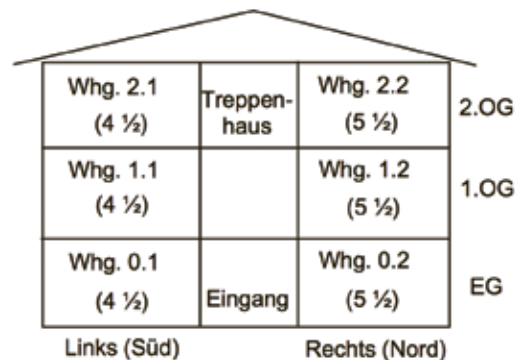 Whg. 2.1
(4 ½)
Treppen-
haus
Whg. 2.2
(5 ½)
2.OG
Whg. 1.1
(4 ½)
Whg. 1.2
(5 ½)
1.OG
Whg. 0.1
(4 ½)
Eingang
Whg. 0.2
(5 ½)
EG
Links (Süd)
Rechts (Nord)